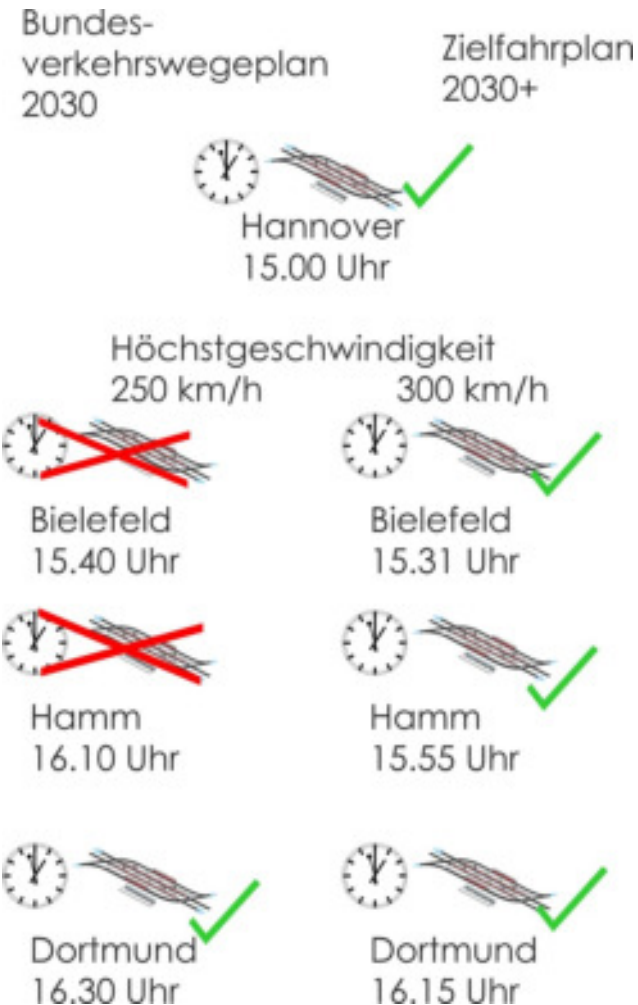 Bundes-
verkehrswegeplan
2030
Zielfahrplan
2030+
Hannover
15.00 Uhr
Höchstgeschwindigkeit
250 km/h
300 km/h
Bielefeld
15.40 Uhr
Bielefeld
15.31 Uhr
Hamm
16.10 Uhr
Hamm
15.55 Uhr
Dortmund
16.30 Uhr
Dortmund
16.15 Uhr